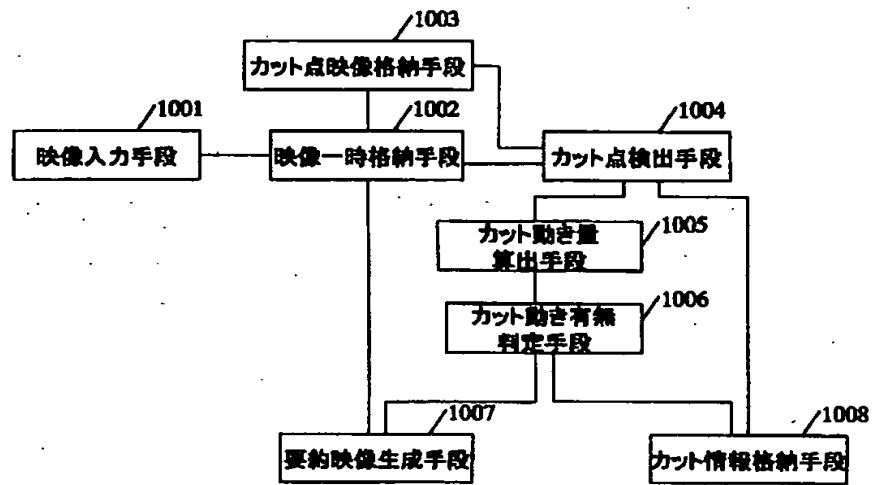 1003
カット点映像格納手段
1001
1002
1004
映像入力手段
映像一時格納手段
カット点検出手段
カット動き量
算出手段
1005
カット動き有無
判定手段
1006
1007
1008
要約映像生成手段
カット情報格納手段